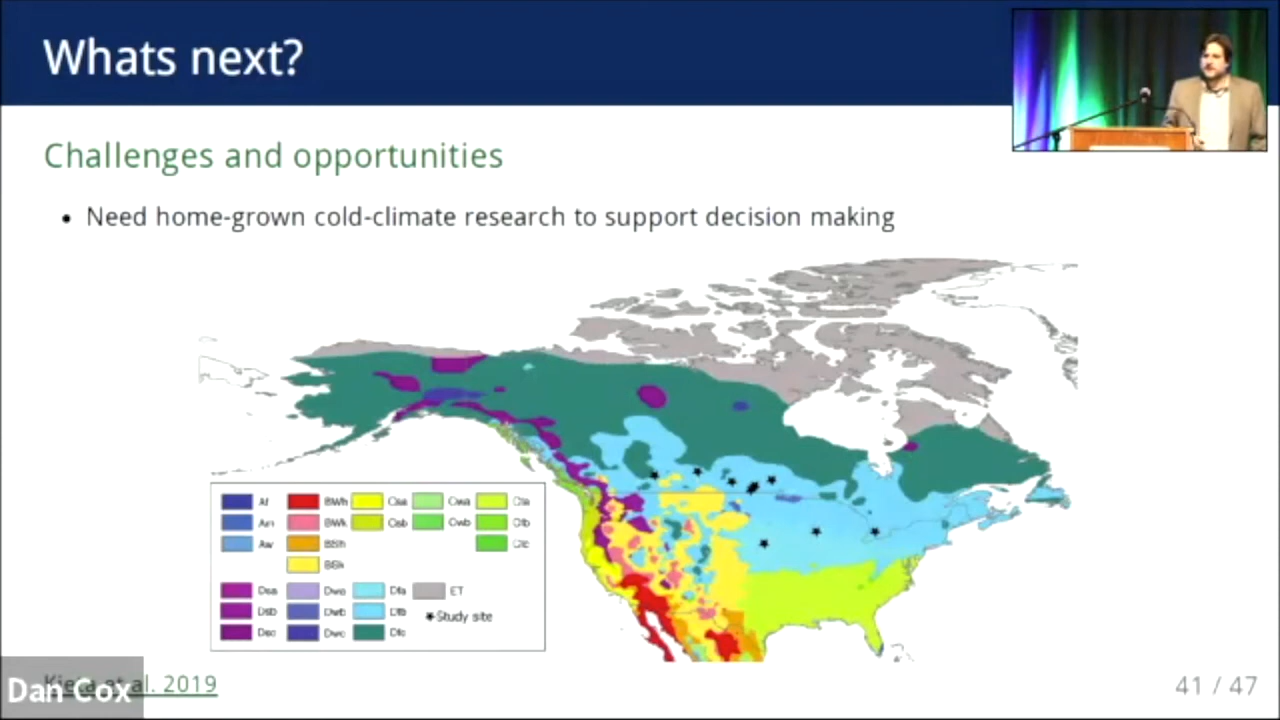 Whats next?
Challenges and opportunities
• Need home-grown cold-climate research to support decision making
Af BWh Csa Cwa Cfa
Am BWk Csb Cwb Cfb
Aw BSh Cfc
BSk
Dsa Dwa Dfa ET
Dsb Dwb Dfb ★Study site
Dsc Dwc Dfc
al. 2019
Dan Cox
41 / 47